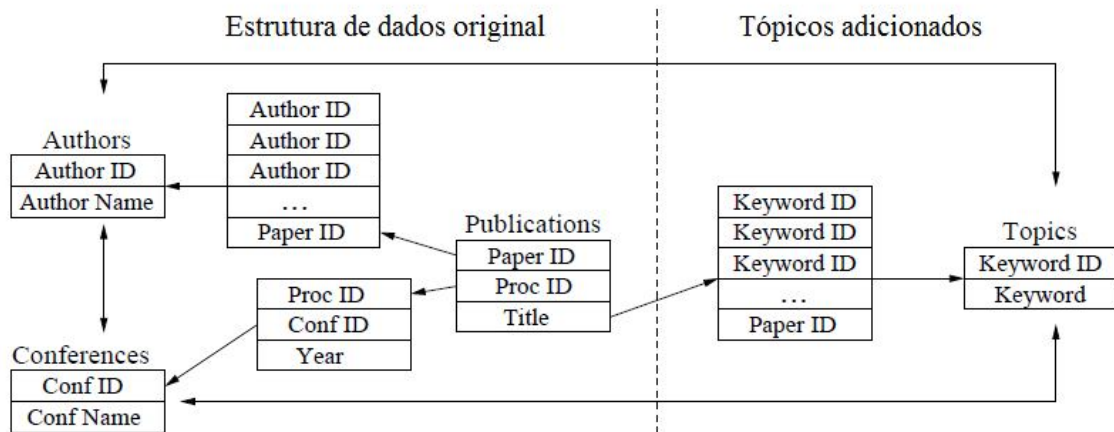 Estrutura de dados original
Tópicos adicionados
Authors
Author ID
Author Name
Author ID
Author ID
Author ID
...
Paper ID
Publications
Paper ID
Proc ID
Title
Proc ID
Conf ID
Year
Conferences
Conf ID
Conf Name
Keyword ID
Keyword ID
Keyword ID
...
Paper ID
Topics
Keyword ID
Keyword